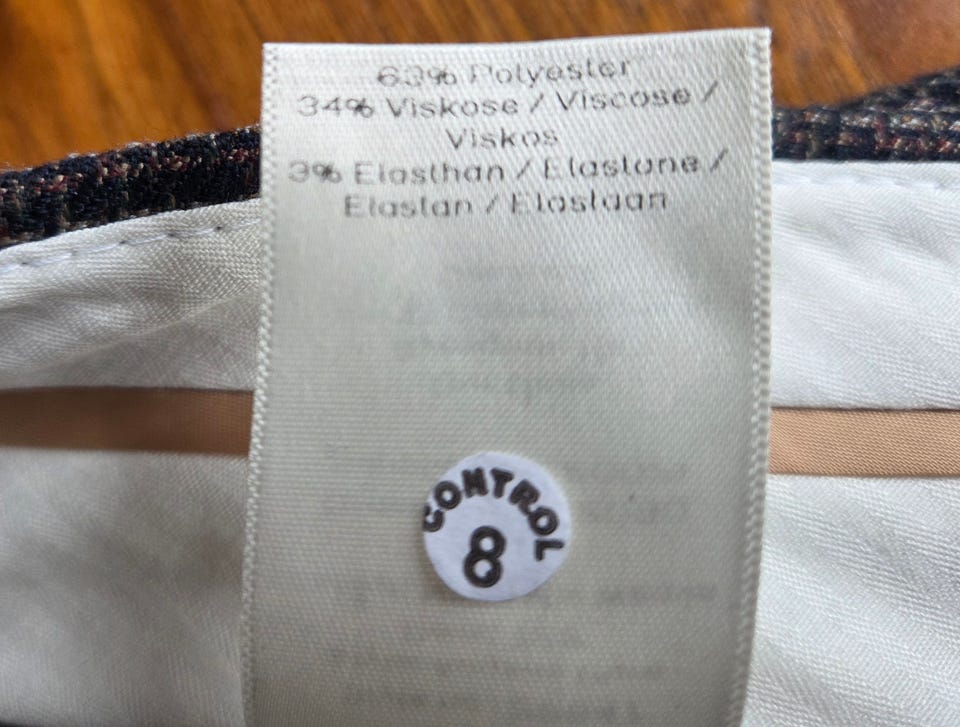 63% Polyester
34% Viskose / Viscose /
Viskos
3% Elasthan / Elastane /
Elastan / Elastaan
CONTROL
8